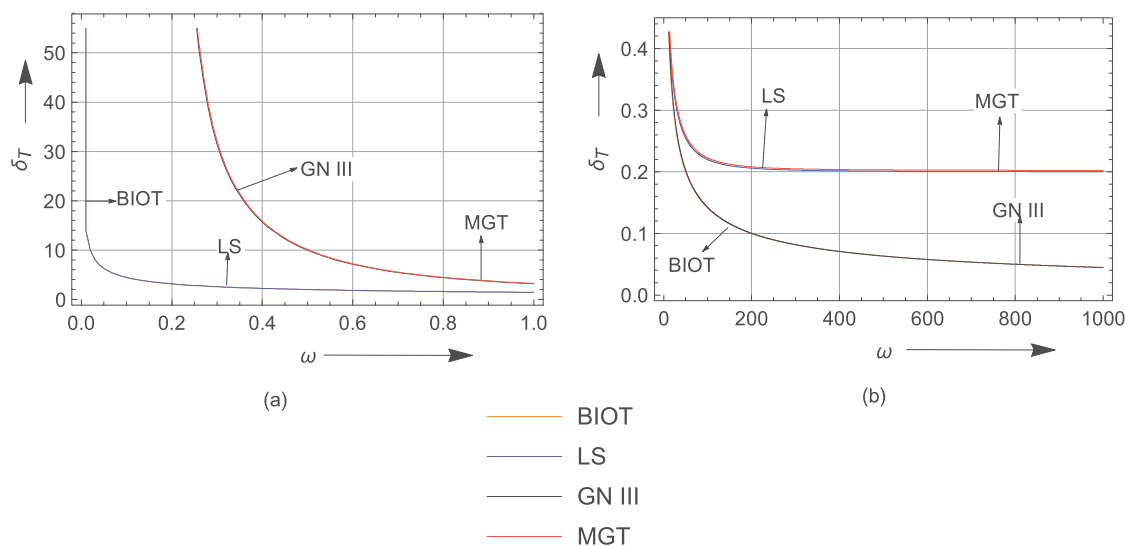 δT
50
40
30
20
10
0
BIOT
LS
GN III
MGT
0.0 0.2 0.4 0.6 0.8 1.0
ω
(a)
δT
0.4
0.3
0.2
0.1
0.0
LS
MGT
GN III
BIOT
0 200 400 600 800 1000
ω
(b)
BIOT
LS
GN III
MGT